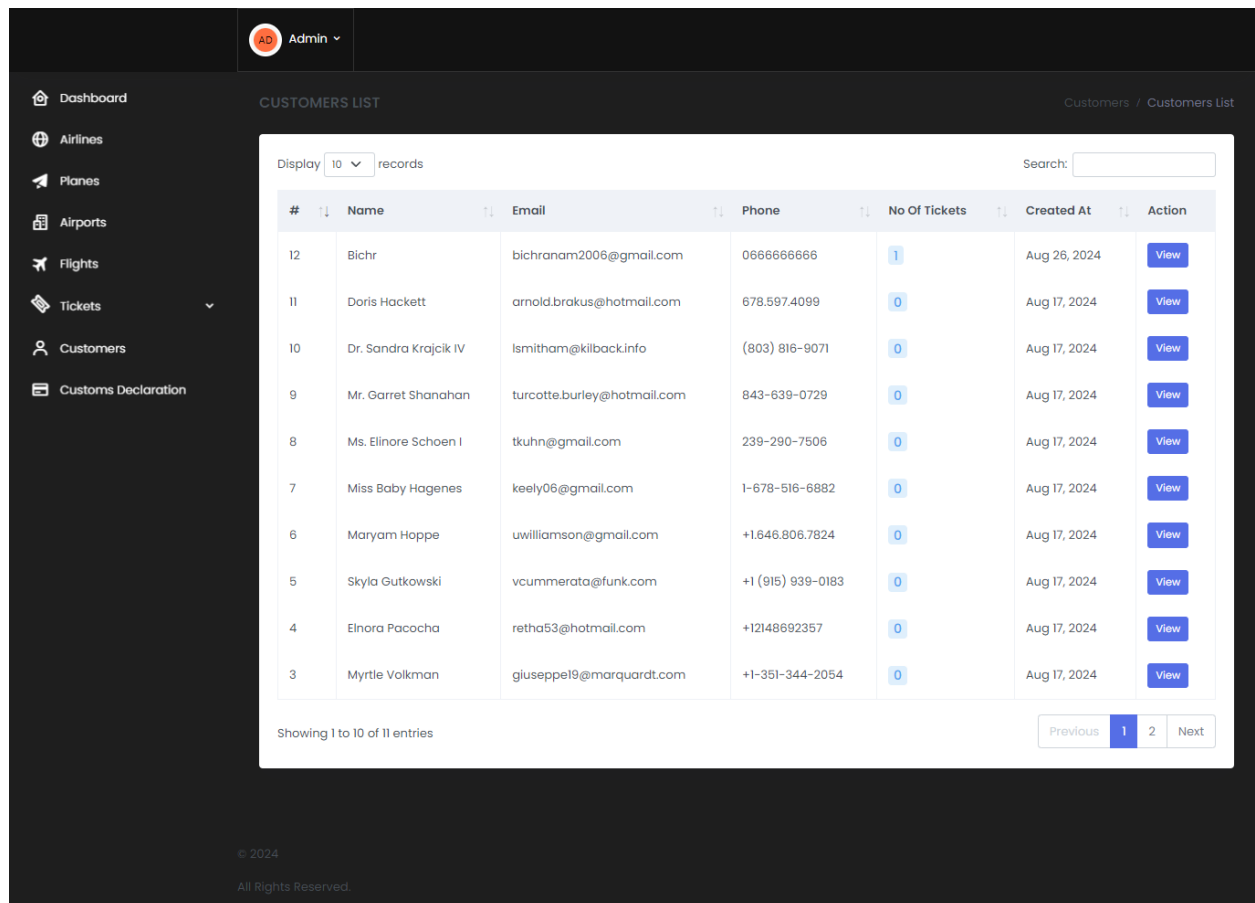 AD Admin
Dashboard
Airlines
Planes
Airports
Flights
Tickets
Customers
Customs Declaration
CUSTOMERS LIST
Customers / Customers List
Display 10 records
Search:
# Name Email Phone No Of Tickets Created At Action
12 Bichr bichranam2006@gmail.com 0666666666 1 Aug 26, 2024 View
11 Doris Hackett arnold.brakus@hotmail.com 678.597.4099 0 Aug 17, 2024 View
10 Dr. Sandra Krajcik IV lsmitham@kilback.info (803) 816-9071 0 Aug 17, 2024 View
9 Mr. Garret Shanahan turcotte.burley@hotmail.com 843-639-0729 0 Aug 17, 2024 View
8 Ms. Elinore Schoen I tkuhn@gmail.com 239-290-7506 0 Aug 17, 2024 View
7 Miss Baby Hagenes keely06@gmail.com 1-678-516-6882 0 Aug 17, 2024 View
6 Maryam Hoppe uwilliamson@gmail.com +1.646.806.7824 0 Aug 17, 2024 View
5 Skyla Gutkowski vcummerata@funk.com +1 (915) 939-0183 0 Aug 17, 2024 View
4 Elnora Pacocha retha53@hotmail.com +12148692357 0 Aug 17, 2024 View
3 Myrtle Volkman giuseppe19@marquardt.com +1-351-344-2054 0 Aug 17, 2024 View
Showing 1 to 10 of 11 entries
Previous 1 2 Next
© 2024
All Rights Reserved.